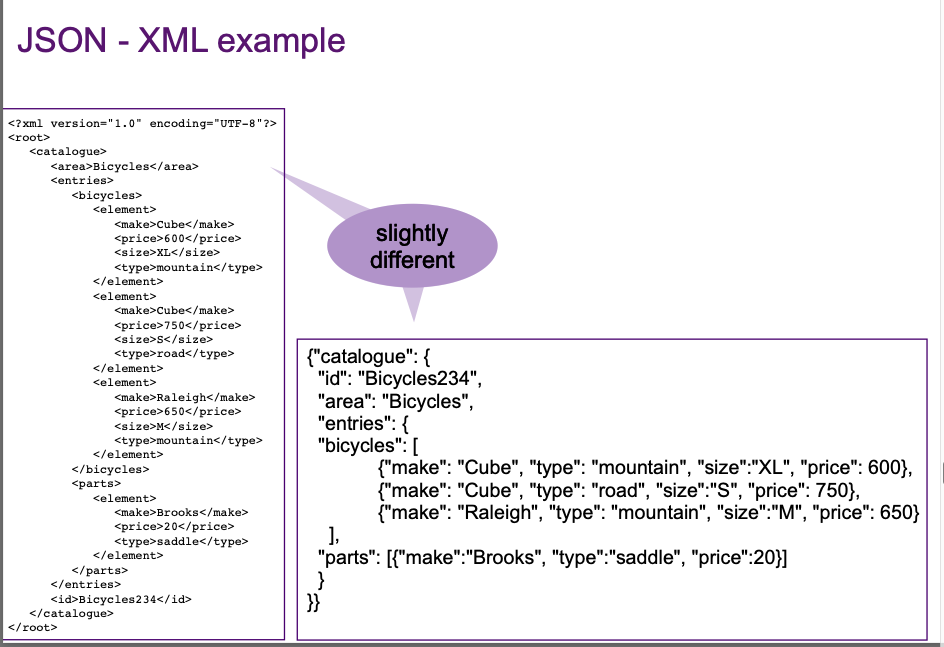 JSON - XML example
<?xml version="1.0" encoding="UTF-8"?>
<root>
<catalogue>
<area>Bicycles</area>
<entries>
<bicycles>
<element>
<make>Cube</make>
<price>600</price>
<size>XL</size>
<type>mountain</type>
</element>
<element>
<make>Cube</make>
<price>750</price>
<size>S</size>
<type>road</type>
</element>
<element>
<make>Raleigh</make>
<price>650</price>
<size>M</size>
<type>mountain</type>
</element>
</bicycles>
<parts>
<element>
<make>Brooks</make>
<price>20</price>
<type>saddle</type>
</element>
</parts>
</entries>
<id>Bicycles234</id>
</catalogue>
</root>
slightly
different
{"catalogue": {
"id": "Bicycles234",
"area": "Bicycles",
"entries": {
"bicycles": [
{"make": "Cube", "type": "mountain", "size":"XL", "price": 600},
{"make": "Cube", "type": "road", "size":"S", "price": 750},
{"make": "Raleigh", "type": "mountain", "size":"M", "price": 650}
],
"parts": [{"make":"Brooks", "type":"saddle", "price":20}]
}
}}